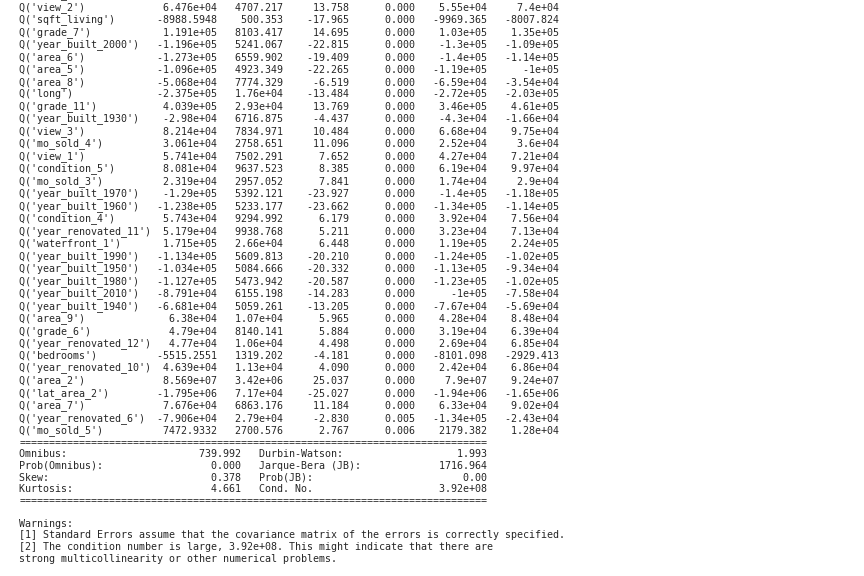 Q('view_2') 6.476e+04 4707.217 13.758 0.000 5.55e+04 7.4e+04
Q('sqft_living') -8988.5948 500.353 -17.965 0.000 -9969.365 -8007.824
Q('grade_7') 1.191e+05 8103.417 14.695 0.000 1.03e+05 1.35e+05
Q('year_built_2000') -1.196e+05 5241.067 -22.815 0.000 -1.3e+05 -1.09e+05
Q('area_6') -1.273e+05 6559.902 -19.409 0.000 -1.4e+05 -1.14e+05
Q('area_5') -1.096e+05 4923.349 -22.265 0.000 -1.19e+05 -1e+05
Q('area_8') -5.068e+04 7774.329 -6.519 0.000 -6.59e+04 -3.54e+04
Q('long') -2.375e+05 1.76e+04 -13.484 0.000 -2.72e+05 -2.03e+05
Q('grade_11') 4.039e+05 2.93e+04 13.769 0.000 3.46e+05 4.61e+05
Q('year_built_1930') -2.98e+04 6716.875 -4.437 0.000 -4.3e+04 -1.66e+04
Q('view_3') 8.214e+04 7834.971 10.484 0.000 6.68e+04 9.75e+04
Q('mo_sold_4') 3.061e+04 2758.651 11.096 0.000 2.52e+04 3.6e+04
Q('view_1') 5.741e+04 7502.291 7.652 0.000 4.27e+04 7.21e+04
Q('condition_5') 8.081e+04 9637.523 8.385 0.000 6.19e+04 9.97e+04
Q('mo_sold_3') 2.319e+04 2957.052 7.841 0.000 1.74e+04 2.9e+04
Q('year_built_1970') -1.29e+05 5392.121 -23.927 0.000 -1.4e+05 -1.18e+05
Q('year_built_1960') -1.238e+05 5233.177 -23.662 0.000 -1.34e+05 -1.14e+05
Q('condition_4') 5.743e+04 9294.992 6.179 0.000 3.92e+04 7.56e+04
Q('year_renovated_11') 5.179e+04 9938.768 5.211 0.000 3.23e+04 7.13e+04
Q('waterfront_1') 1.715e+05 2.66e+04 6.448 0.000 1.19e+05 2.24e+05
Q('year_built_1990') -1.134e+05 5609.813 -20.210 0.000 -1.24e+05 -1.02e+05
Q('year_built_1950') -1.034e+05 5084.666 -20.332 0.000 -1.13e+05 -9.34e+04
Q('year_built_1980') -1.127e+05 5473.942 -20.587 0.000 -1.23e+05 -1.02e+05
Q('year_built_2010') -8.791e+04 6155.198 -14.283 0.000 -1e+05 -7.58e+04
Q('year_built_1940') -6.681e+04 5059.261 -13.205 0.000 -7.67e+04 -5.69e+04
Q('area_9') 6.38e+04 1.07e+04 5.965 0.000 4.28e+04 8.48e+04
Q('grade_6') 4.79e+04 8140.141 5.884 0.000 3.19e+04 6.39e+04
Q('year_renovated_12') 4.77e+04 1.06e+04 4.498 0.000 2.69e+04 6.85e+04
Q('bedrooms') -5515.2551 1319.202 -4.181 0.000 -8101.098 -2929.413
Q('year_renovated_10') 4.639e+04 1.13e+04 4.090 0.000 2.42e+04 6.86e+04
Q('area_2') 8.569e+07 3.42e+06 25.037 0.000 7.9e+07 9.24e+07
Q('lat_area_2') -1.795e+06 7.17e+04 -25.027 0.000 -1.94e+06 -1.65e+06
Q('area_7') 7.676e+04 6863.176 11.184 0.000 6.33e+04 9.02e+04
Q('year_renovated_6') -7.906e+04 2.79e+04 -2.830 0.005 -1.34e+05 -2.43e+04
Q('mo_sold_5') 7472.9332 2700.576 2.767 0.006 2179.382 1.28e+04
==============================================================================
Omnibus: 739.992 Durbin-Watson: 1.993
Prob(Omnibus): 0.000 Jarque-Bera (JB): 1716.964
Skew: 0.378 Prob(JB): 0.00
Kurtosis: 4.661 Cond. No. 3.92e+08
==============================================================================
Warnings:
[1] Standard Errors assume that the covariance matrix of the errors is correctly specified.
[2] The condition number is large, 3.92e+08. This might indicate that there are
strong multicollinearity or other numerical problems.